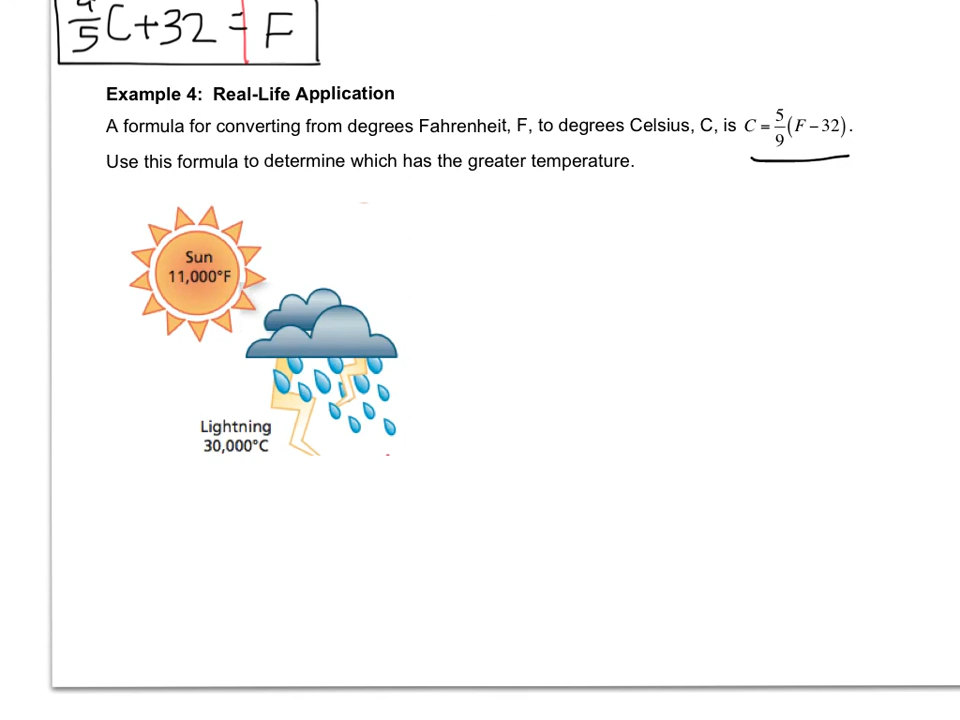 9/5 C+32 = F
Example 4: Real-Life Application
A formula for converting from degrees Fahrenheit, F, to degrees Celsius, C, is C = 5/9 (F − 32).
Use this formula to determine which has the greater temperature.
Sun
11,000°F
Lightning
30,000°C